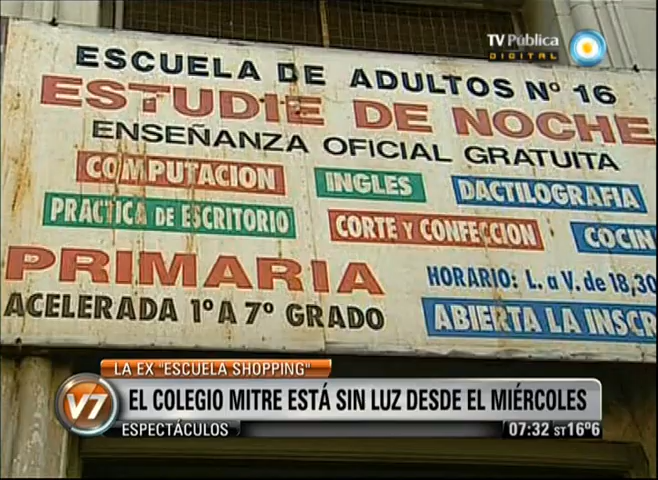 TV Pública
DIGITAL
ESCUELA DE ADULTOS Nº 16
ESTUDIE DE NOCHE
ENSEÑANZA OFICIAL GRATUITA
COMPUTACION INGLES DACTILOGRAFIA
PRACTICA DE ESCRITORIO CORTE Y CONFECCION COCIN
PRIMARIA HORARIO: L. a V. de 18,30
ACELERADA 1º A 7º GRADO ABIERTA LA INSCR
LA EX "ESCUELA SHOPPING"
V7 EL COLEGIO MITRE ESTÁ SIN LUZ DESDE EL MIÉRCOLES
ESPECTÁCULOS 07:32 ST16º6